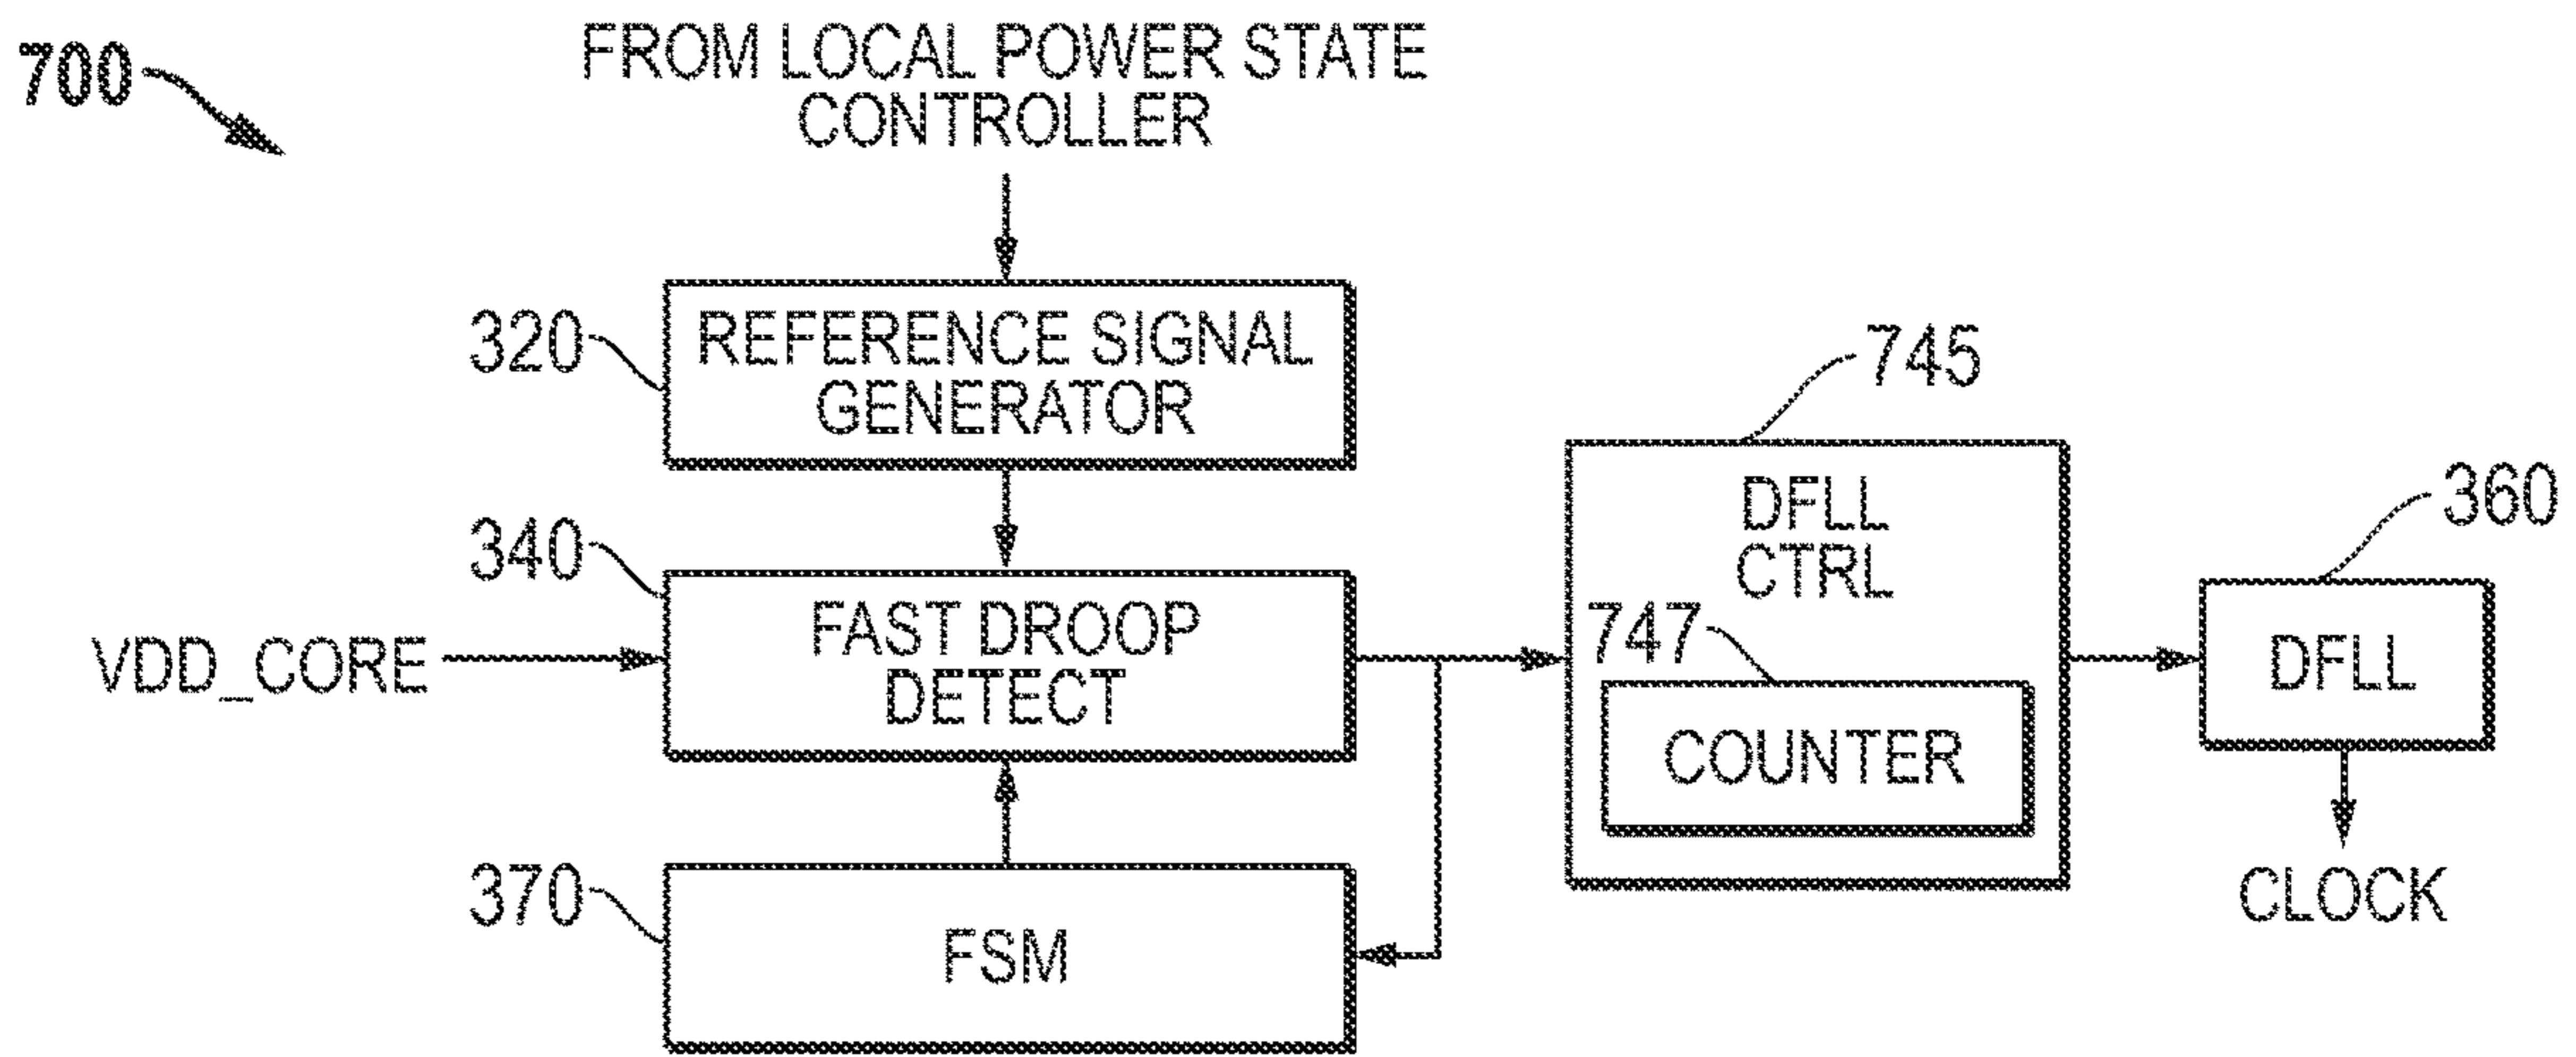 700
FROM LOCAL POWER STATE
CONTROLLER
320
REFERENCE SIGNAL
GENERATOR
340
VDD_CORE
FAST DROOP
DETECT
370
FSM
745
DFLL
CTRL
747
COUNTER
360
DFLL
CLOCK